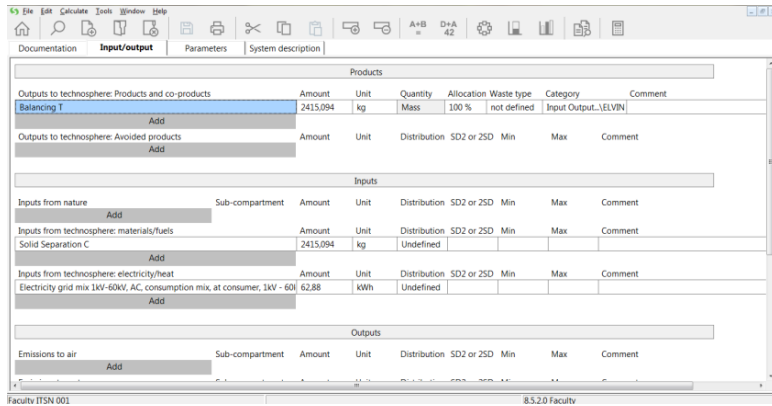 File Edit Calculate Tools Window Help
A+B = D+A 42
Documentation Input/output Parameters System description
Products
Outputs to technosphere: Products and co-products Amount Unit Quantity Allocation Waste type Category Comment
Balancing T 2415,094 kg Mass 100 % not defined Input Output...\ELVIN
Add
Outputs to technosphere: Avoided products Amount Unit Distribution SD2 or 2SD Min Max Comment
Add
Inputs
Inputs from nature Sub-compartment Amount Unit Distribution SD2 or 2SD Min Max Comment
Add
Inputs from technosphere: materials/fuels Amount Unit Distribution SD2 or 2SD Min Max Comment
Solid Separation C 2415,094 kg Undefined
Add
Inputs from technosphere: electricity/heat Amount Unit Distribution SD2 or 2SD Min Max Comment
Electricity grid mix 1kV-60kV, AC, consumption mix, at consumer, 1kV - 60 62,88 kWh Undefined
Add
Outputs
Emissions to air Sub-compartment Amount Unit Distribution SD2 or 2SD Min Max Comment
Add
Faculty ITSN 001 8.5.2.0 Faculty